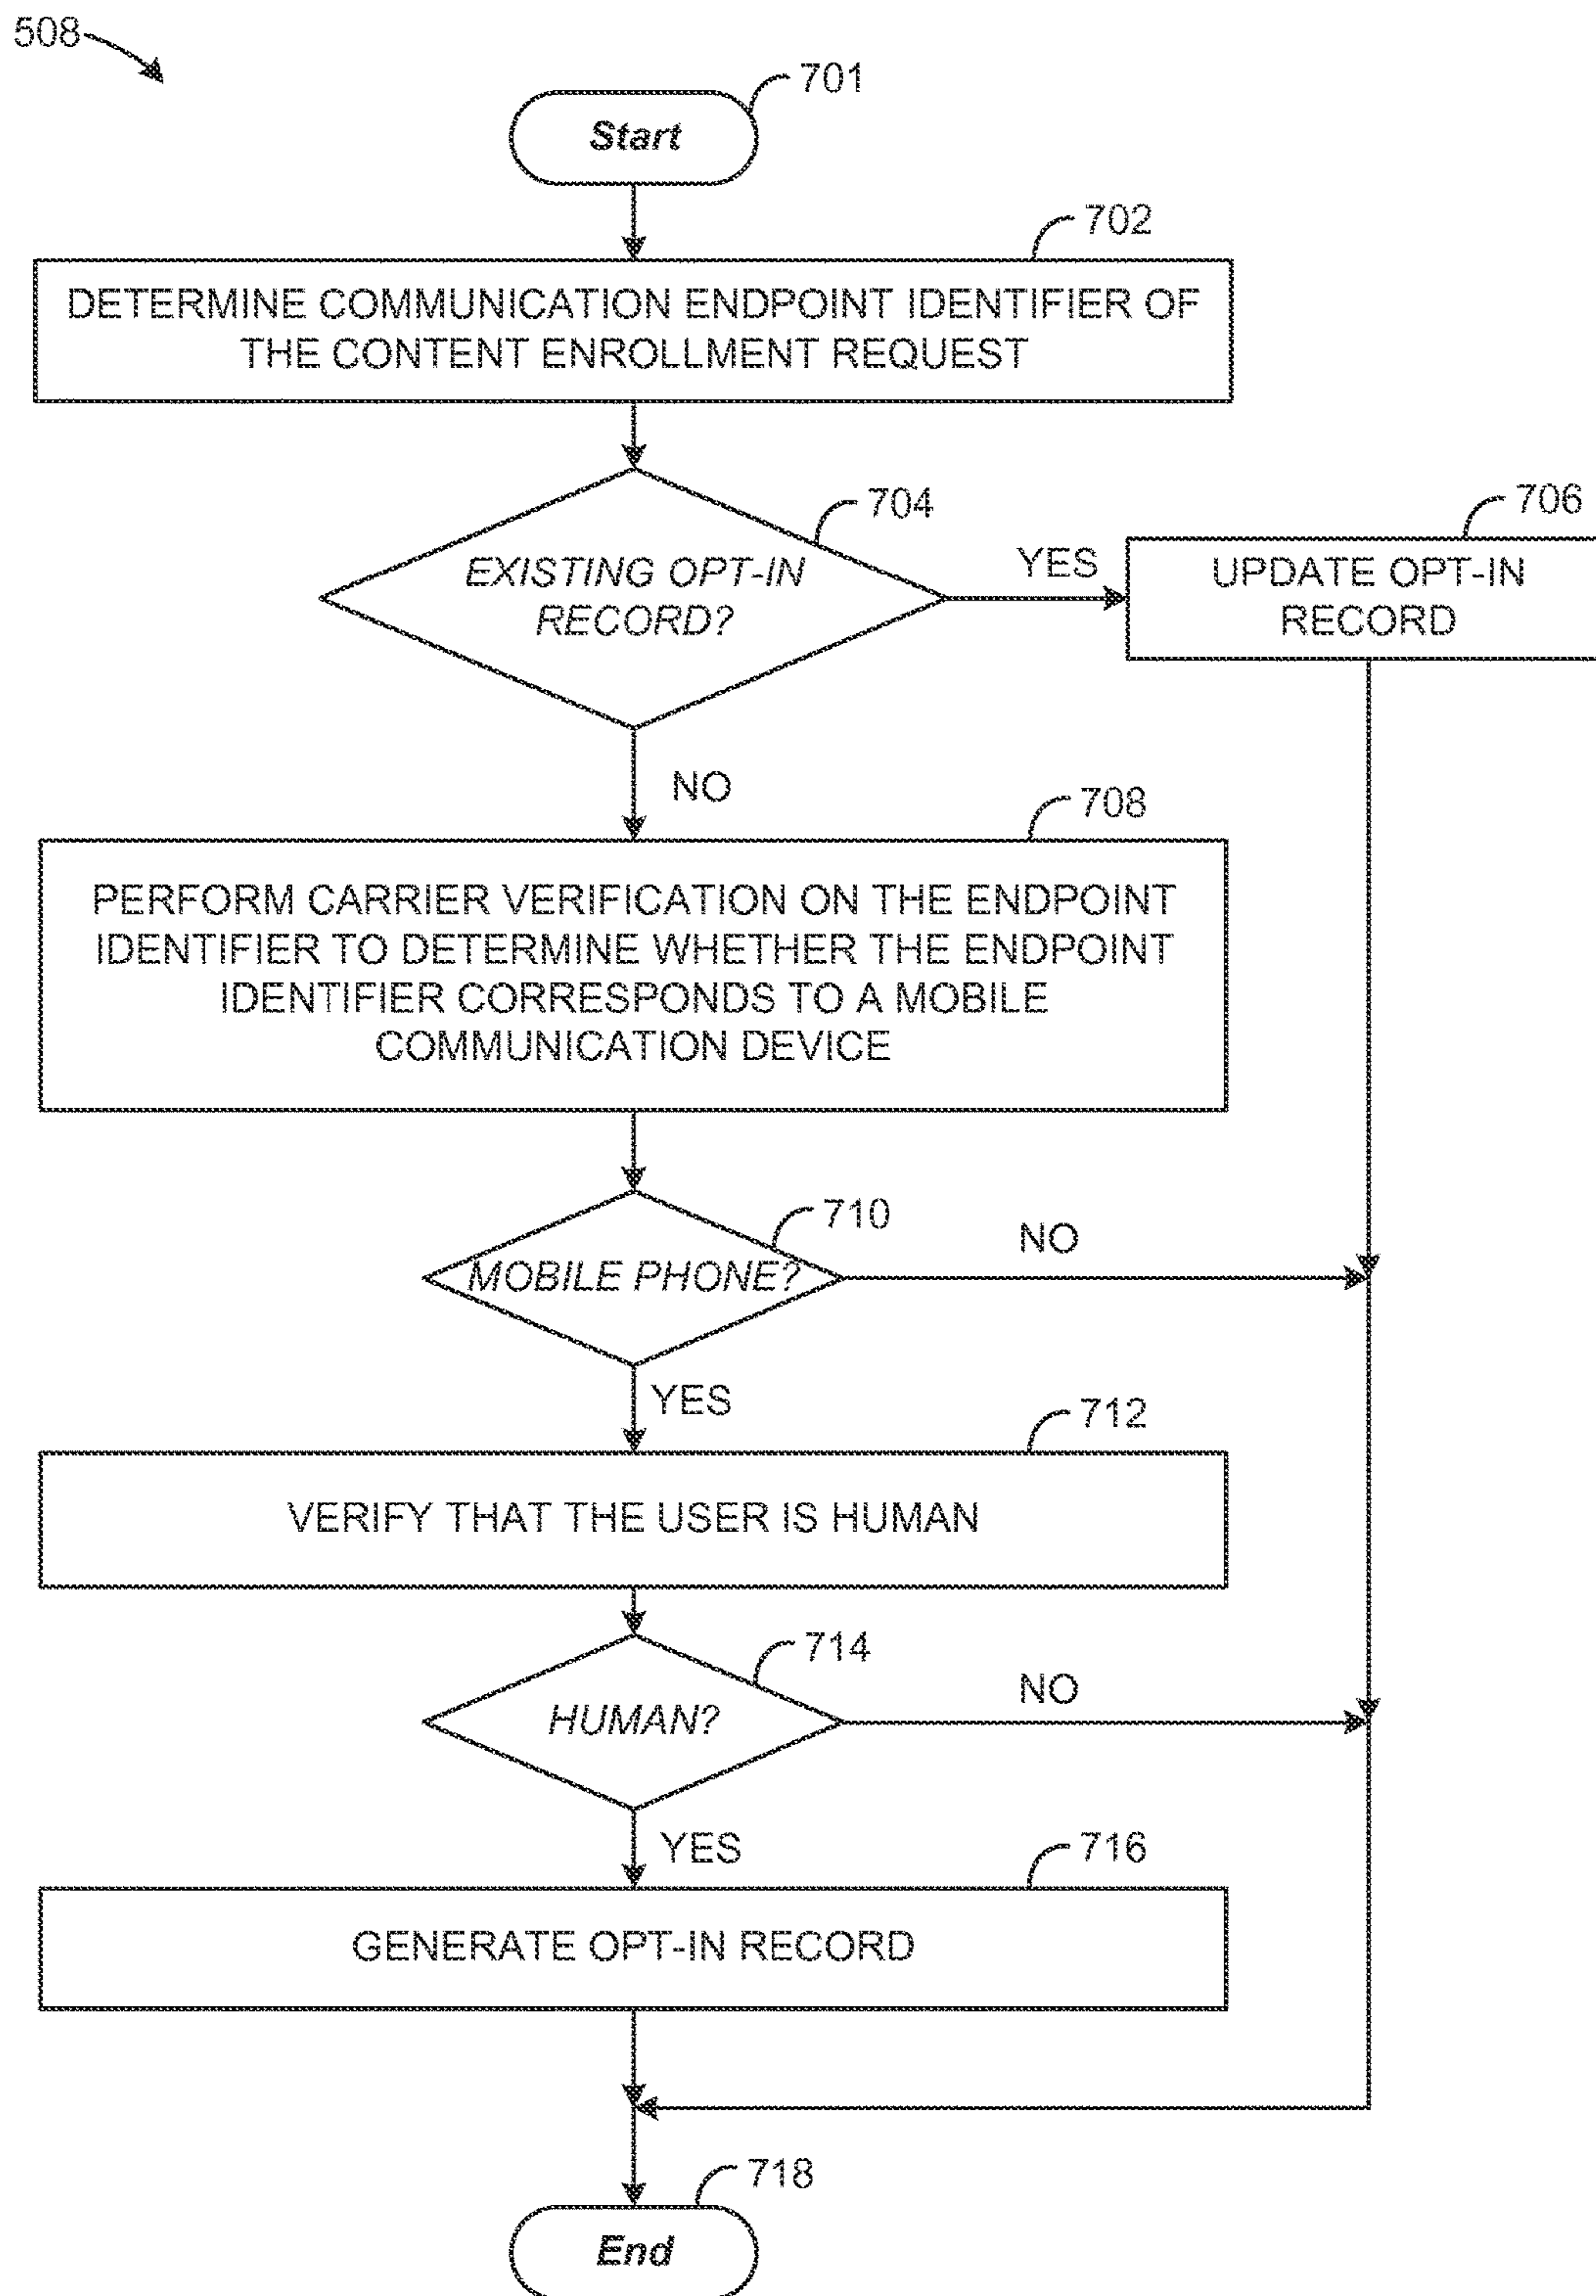 508
701
Start
702
DETERMINE COMMUNICATION ENDPOINT IDENTIFIER OF
THE CONTENT ENROLLMENT REQUEST
704
EXISTING OPT-IN
RECORD?
YES
706
UPDATE OPT-IN
RECORD
NO
708
PERFORM CARRIER VERIFICATION ON THE ENDPOINT
IDENTIFIER TO DETERMINE WHETHER THE ENDPOINT
IDENTIFIER CORRESPONDS TO A MOBILE
COMMUNICATION DEVICE
710
MOBILE PHONE?
NO
YES
712
VERIFY THAT THE USER IS HUMAN
714
HUMAN?
NO
YES
716
GENERATE OPT-IN RECORD
718
End